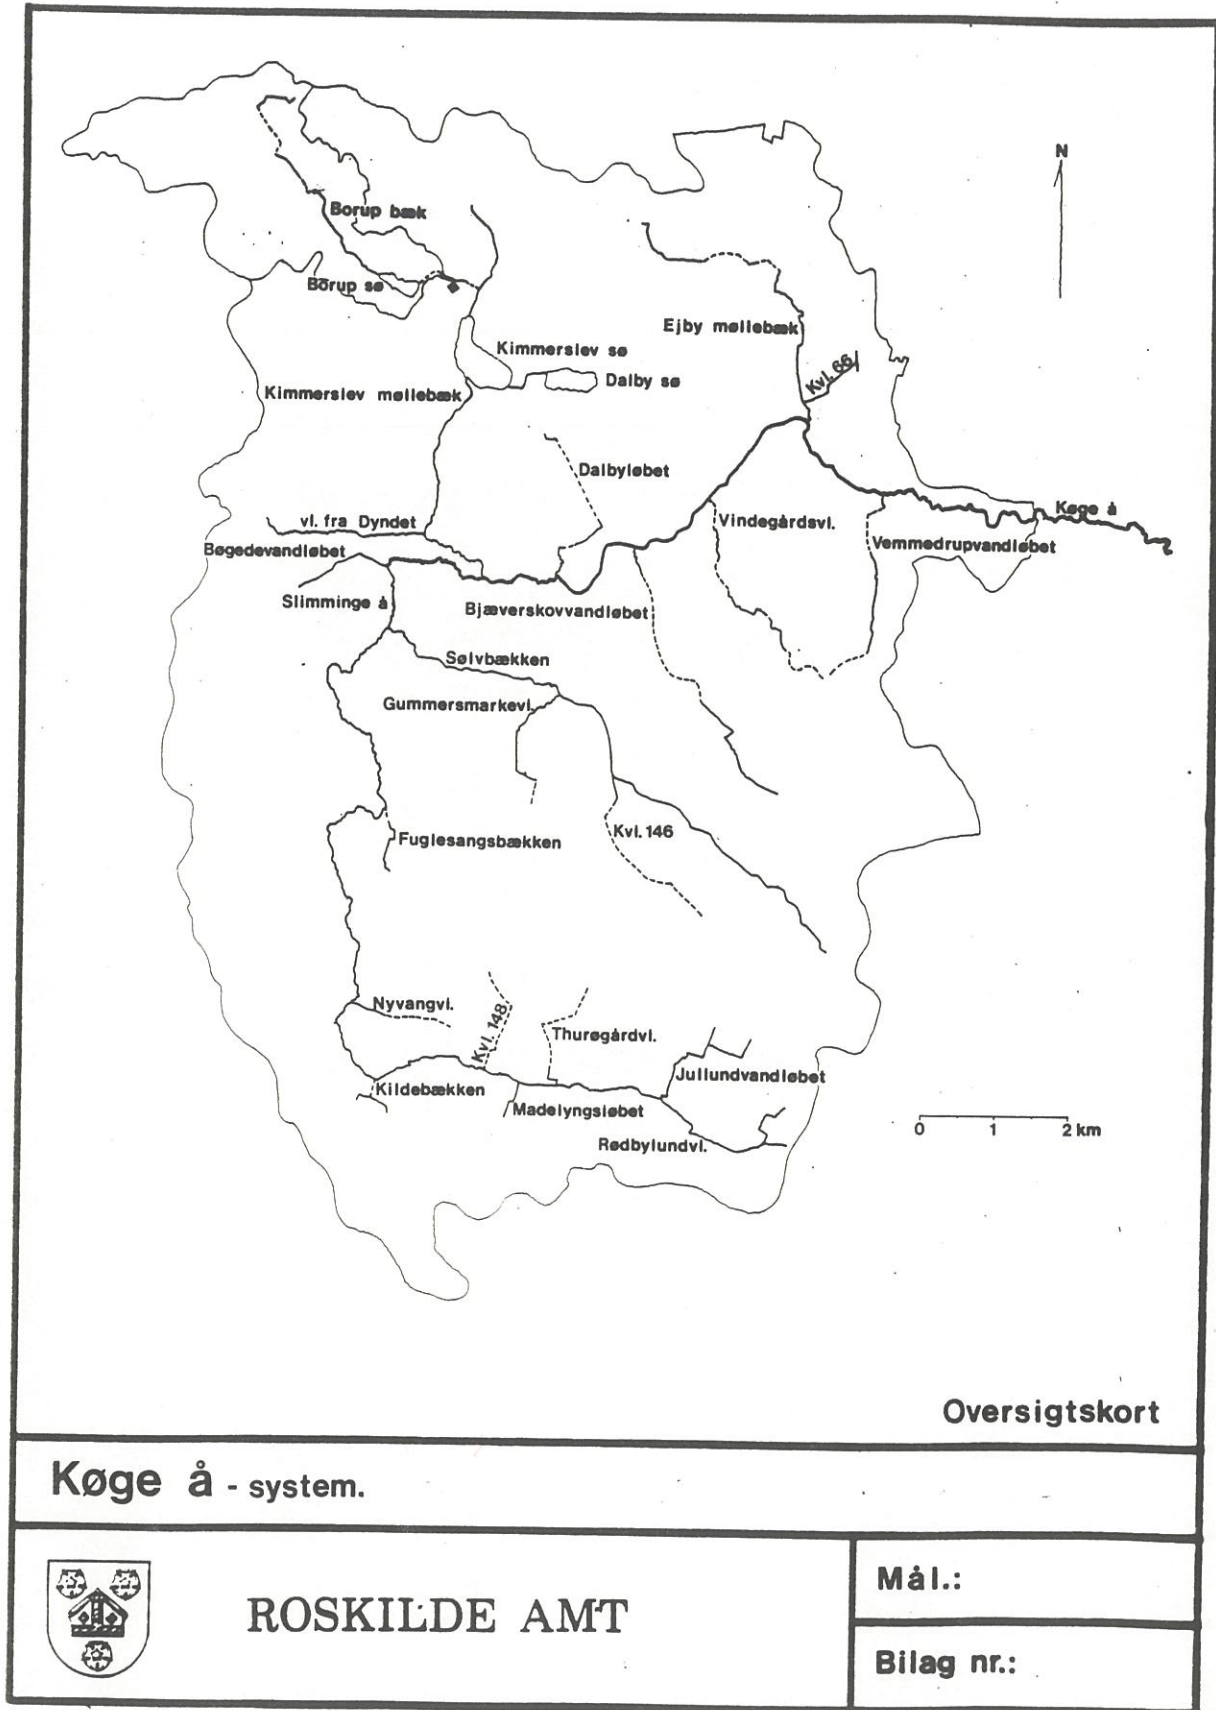 N
Borup bæk
Borup sø
Ejby møllebæk
Kimmerslev sø
Kvl. 66
Dalby sø
Kimmerslev møllebæk
Dalbyløbet
Køge å
vl. fra Dyndet
Vindegårdsvl.
Bøgedevandløbet
Vemmedrupvandløbet
Slimminge å
Bjæverskovvandløbet
Sølvbækken
Gummersmarkevl.
Kvl. 146
Fuglesangsbækken
Nyvangvl.
Kvl. 148
Thurøgårdvl.
Jullundvandløbet
Kildebækken
Madelyngsløbet
0 1 2 km
Rødbylundvl.
Oversigtskort
Køge å - system.
ROSKILDE AMT
Mål.:
Bilag nr.: